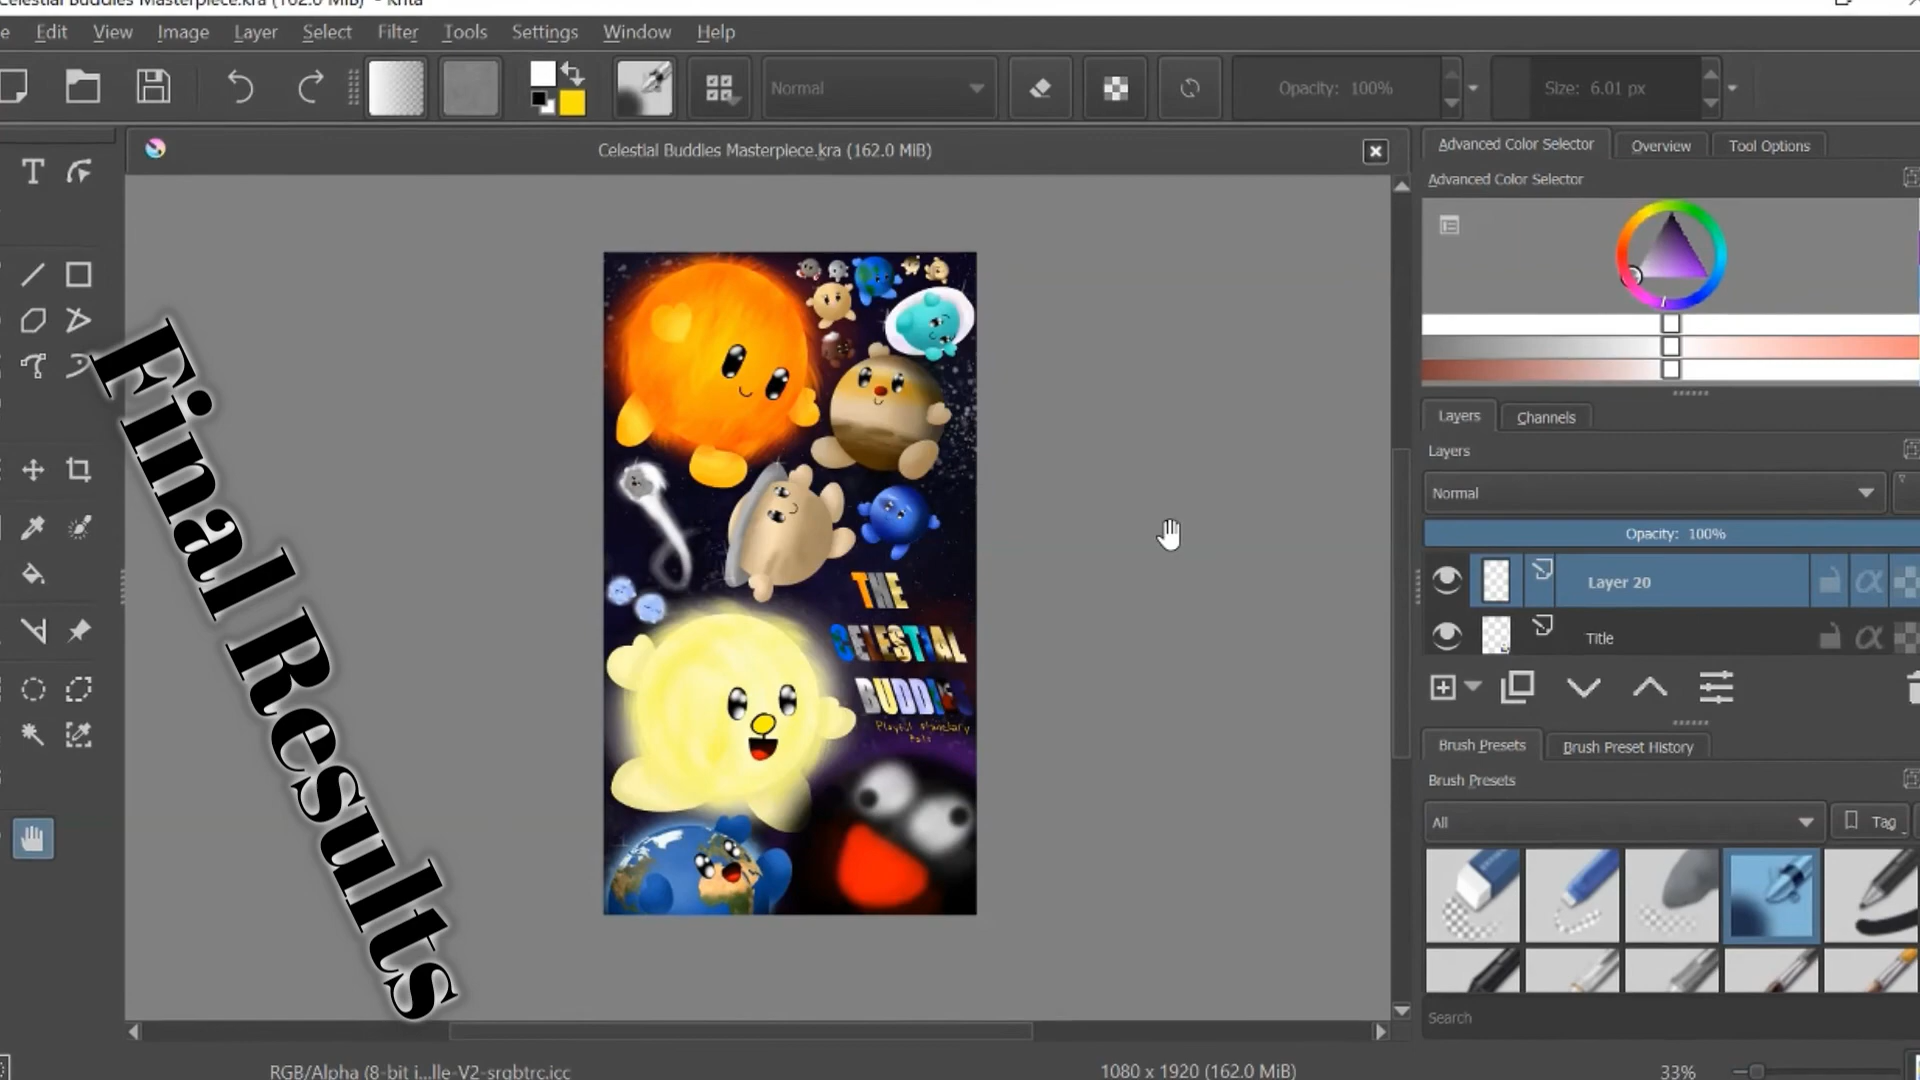 Celestial Buddies Masterpiece.kra (162.0 MiB) - Krita
e Edit View Image Layer Select Filter Tools Settings Window Help
Normal
Opacity: 100%
Size: 6.01 px
Celestial Buddies Masterpiece.kra (162.0 MiB)
Advanced Color Selector Overview Tool Options
Advanced Color Selector
Layers Channels
Layers
Normal
Opacity: 100%
Layer 20
Title
Brush Presets Brush Preset History
Brush Presets
All
Tag
Search
Final Results
THE
CELESTIAL
BUDDIES
Playful Planetary
Pals
RGB/Alpha (8-bit i...lle-V2-srgbtrc.icc
1080 x 1920 (162.0 MiB)
33%